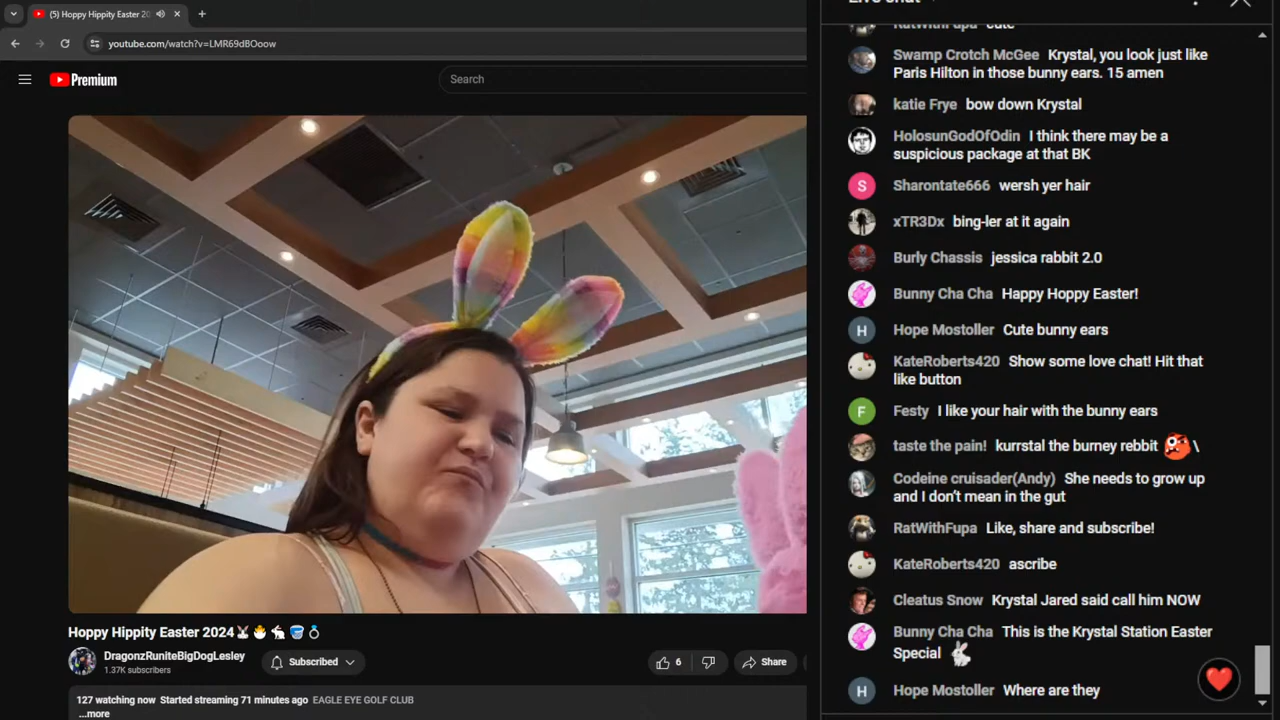 (5) Hoppy Hippity Easter 20
youtube.com/watch?v=LMR69dBOoow
Premium
Search
Hoppy Hippity Easter 2024🐰🐣🐇🪣💍
DragonzRuniteBigDogLesley
1.37K subscribers
Subscribed
6
Share
127 watching now Started streaming 71 minutes ago EAGLE EYE GOLF CLUB
...more
RatWithFupa cute
Swamp Crotch McGee Krystal, you look just like
Paris Hilton in those bunny ears. 15 amen
katie Frye bow down Krystal
HolosunGodOfOdin I think there may be a
suspicious package at that BK
S Sharontate666 wersh yer hair
xTR3Dx bing-ler at it again
Burly Chassis jessica rabbit 2.0
Bunny Cha Cha Happy Hoppy Easter!
H Hope Mostoller Cute bunny ears
KateRoberts420 Show some love chat! Hit that
like button
F Festy I like your hair with the bunny ears
taste the pain! kurrstal the burney rebbit \
Codeine cruisader(Andy) She needs to grow up
and I don't mean in the gut
RatWithFupa Like, share and subscribe!
KateRoberts420 ascribe
Cleatus Snow Krystal Jared said call him NOW
Bunny Cha Cha This is the Krystal Station Easter
Special 🐇
H Hope Mostoller Where are they